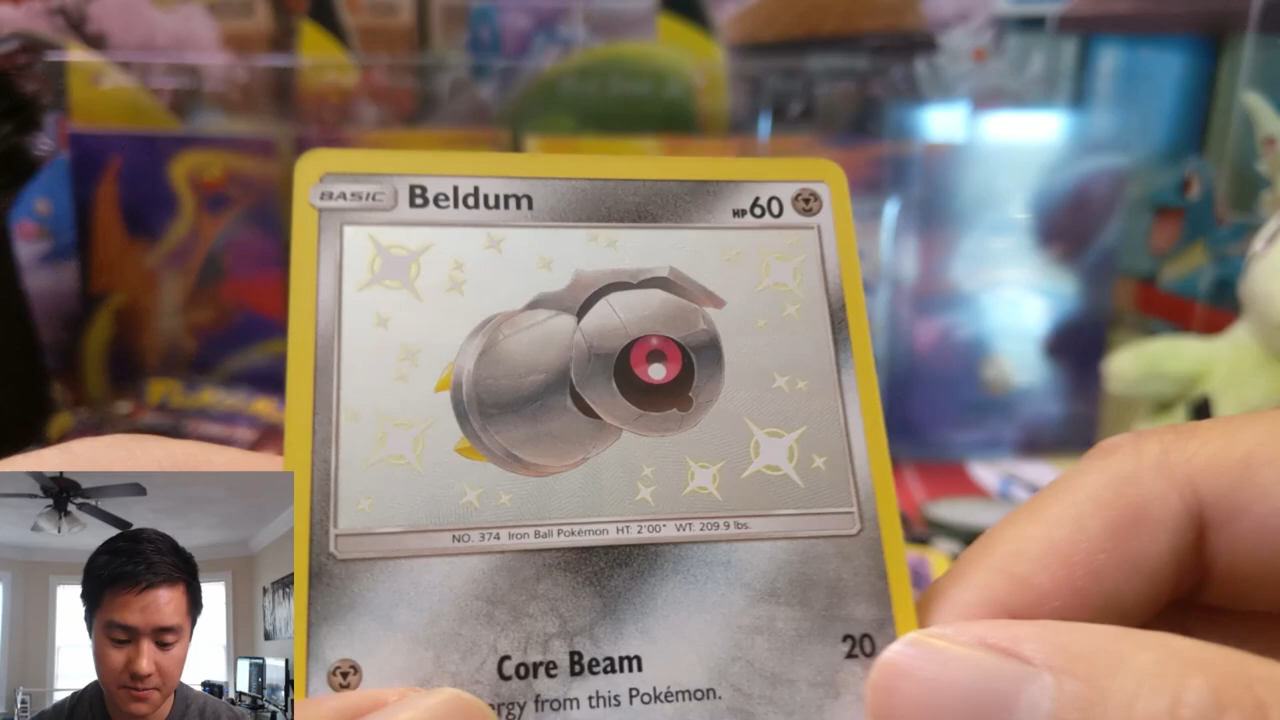 BASIC Beldum HP60
NO. 374 Iron Ball Pokémon HT: 2'00" WT: 209.9 lbs.
Core Beam 20
from this Pokémon.